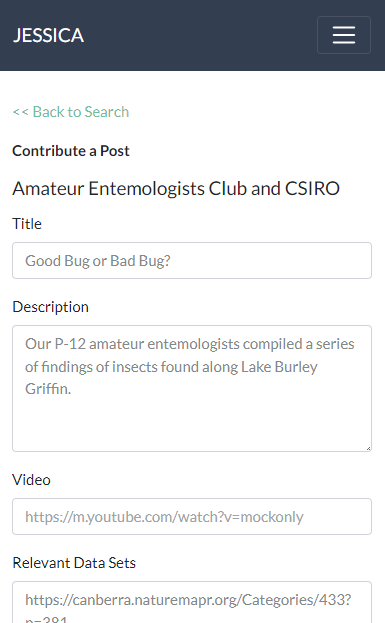 JESSICA
<< Back to Search
Contribute a Post
Amateur Entemologists Club and CSIRO
Title
Good Bug or Bad Bug?
Description
Our P-12 amateur entemologists compiled a series
of findings of insects found along Lake Burley
Griffin.
Video
https://m.youtube.com/watch?v=mockonly
Relevant Data Sets
https://canberra.naturemapr.org/Categories/433?
n=381